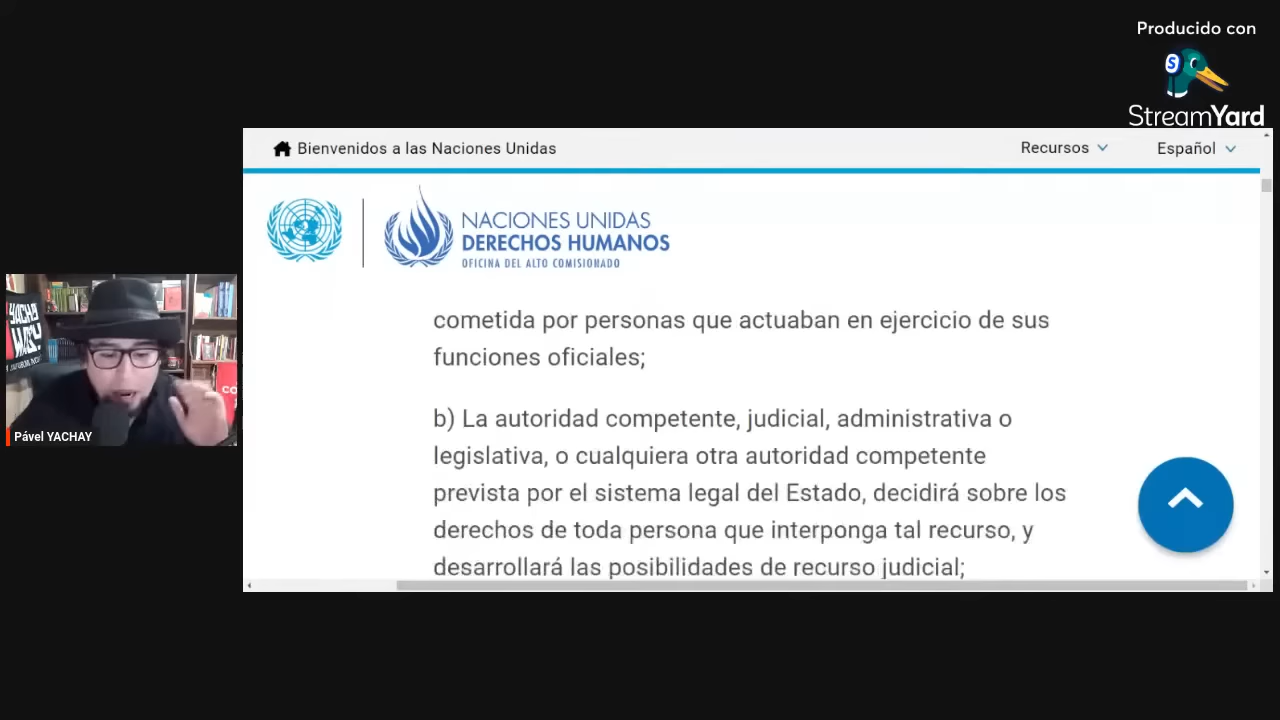 Producido con
StreamYard
Bienvenidos a las Naciones Unidas
Recursos
Español
NACIONES UNIDAS
DERECHOS HUMANOS
OFICINA DEL ALTO COMISIONADO
cometida por personas que actuaban en ejercicio de sus
funciones oficiales;
b) La autoridad competente, judicial, administrativa o
legislativa, o cualquiera otra autoridad competente
prevista por el sistema legal del Estado, decidirá sobre los
derechos de toda persona que interponga tal recurso, y
desarrollará las posibilidades de recurso judicial;
YACHAY
CO
Pável YACHAY